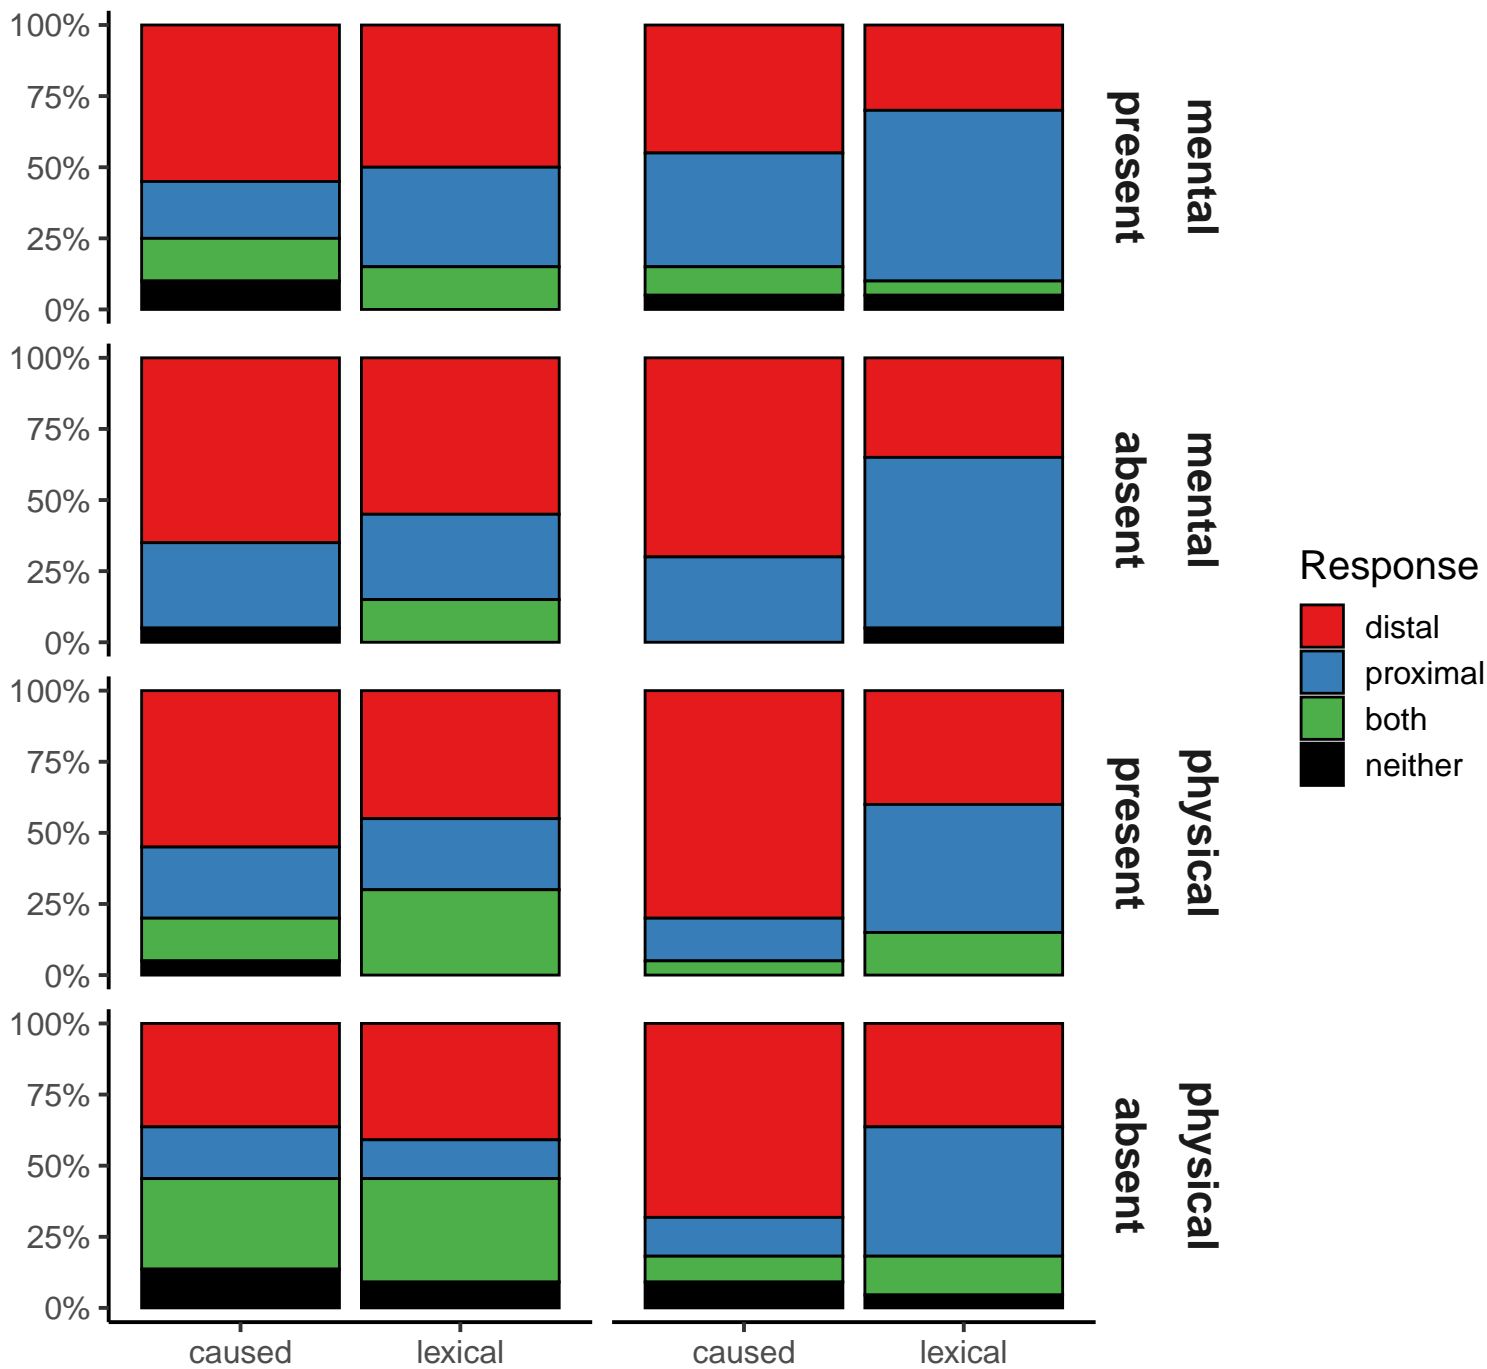 100%
75%
50%
25%
0%
mental
present
100%
75%
50%
25%
0%
mental
absent
100%
75%
50%
25%
0%
physical
present
100%
75%
50%
25%
0%
physical
absent
caused lexical caused lexical
Response
distal
proximal
both
neither